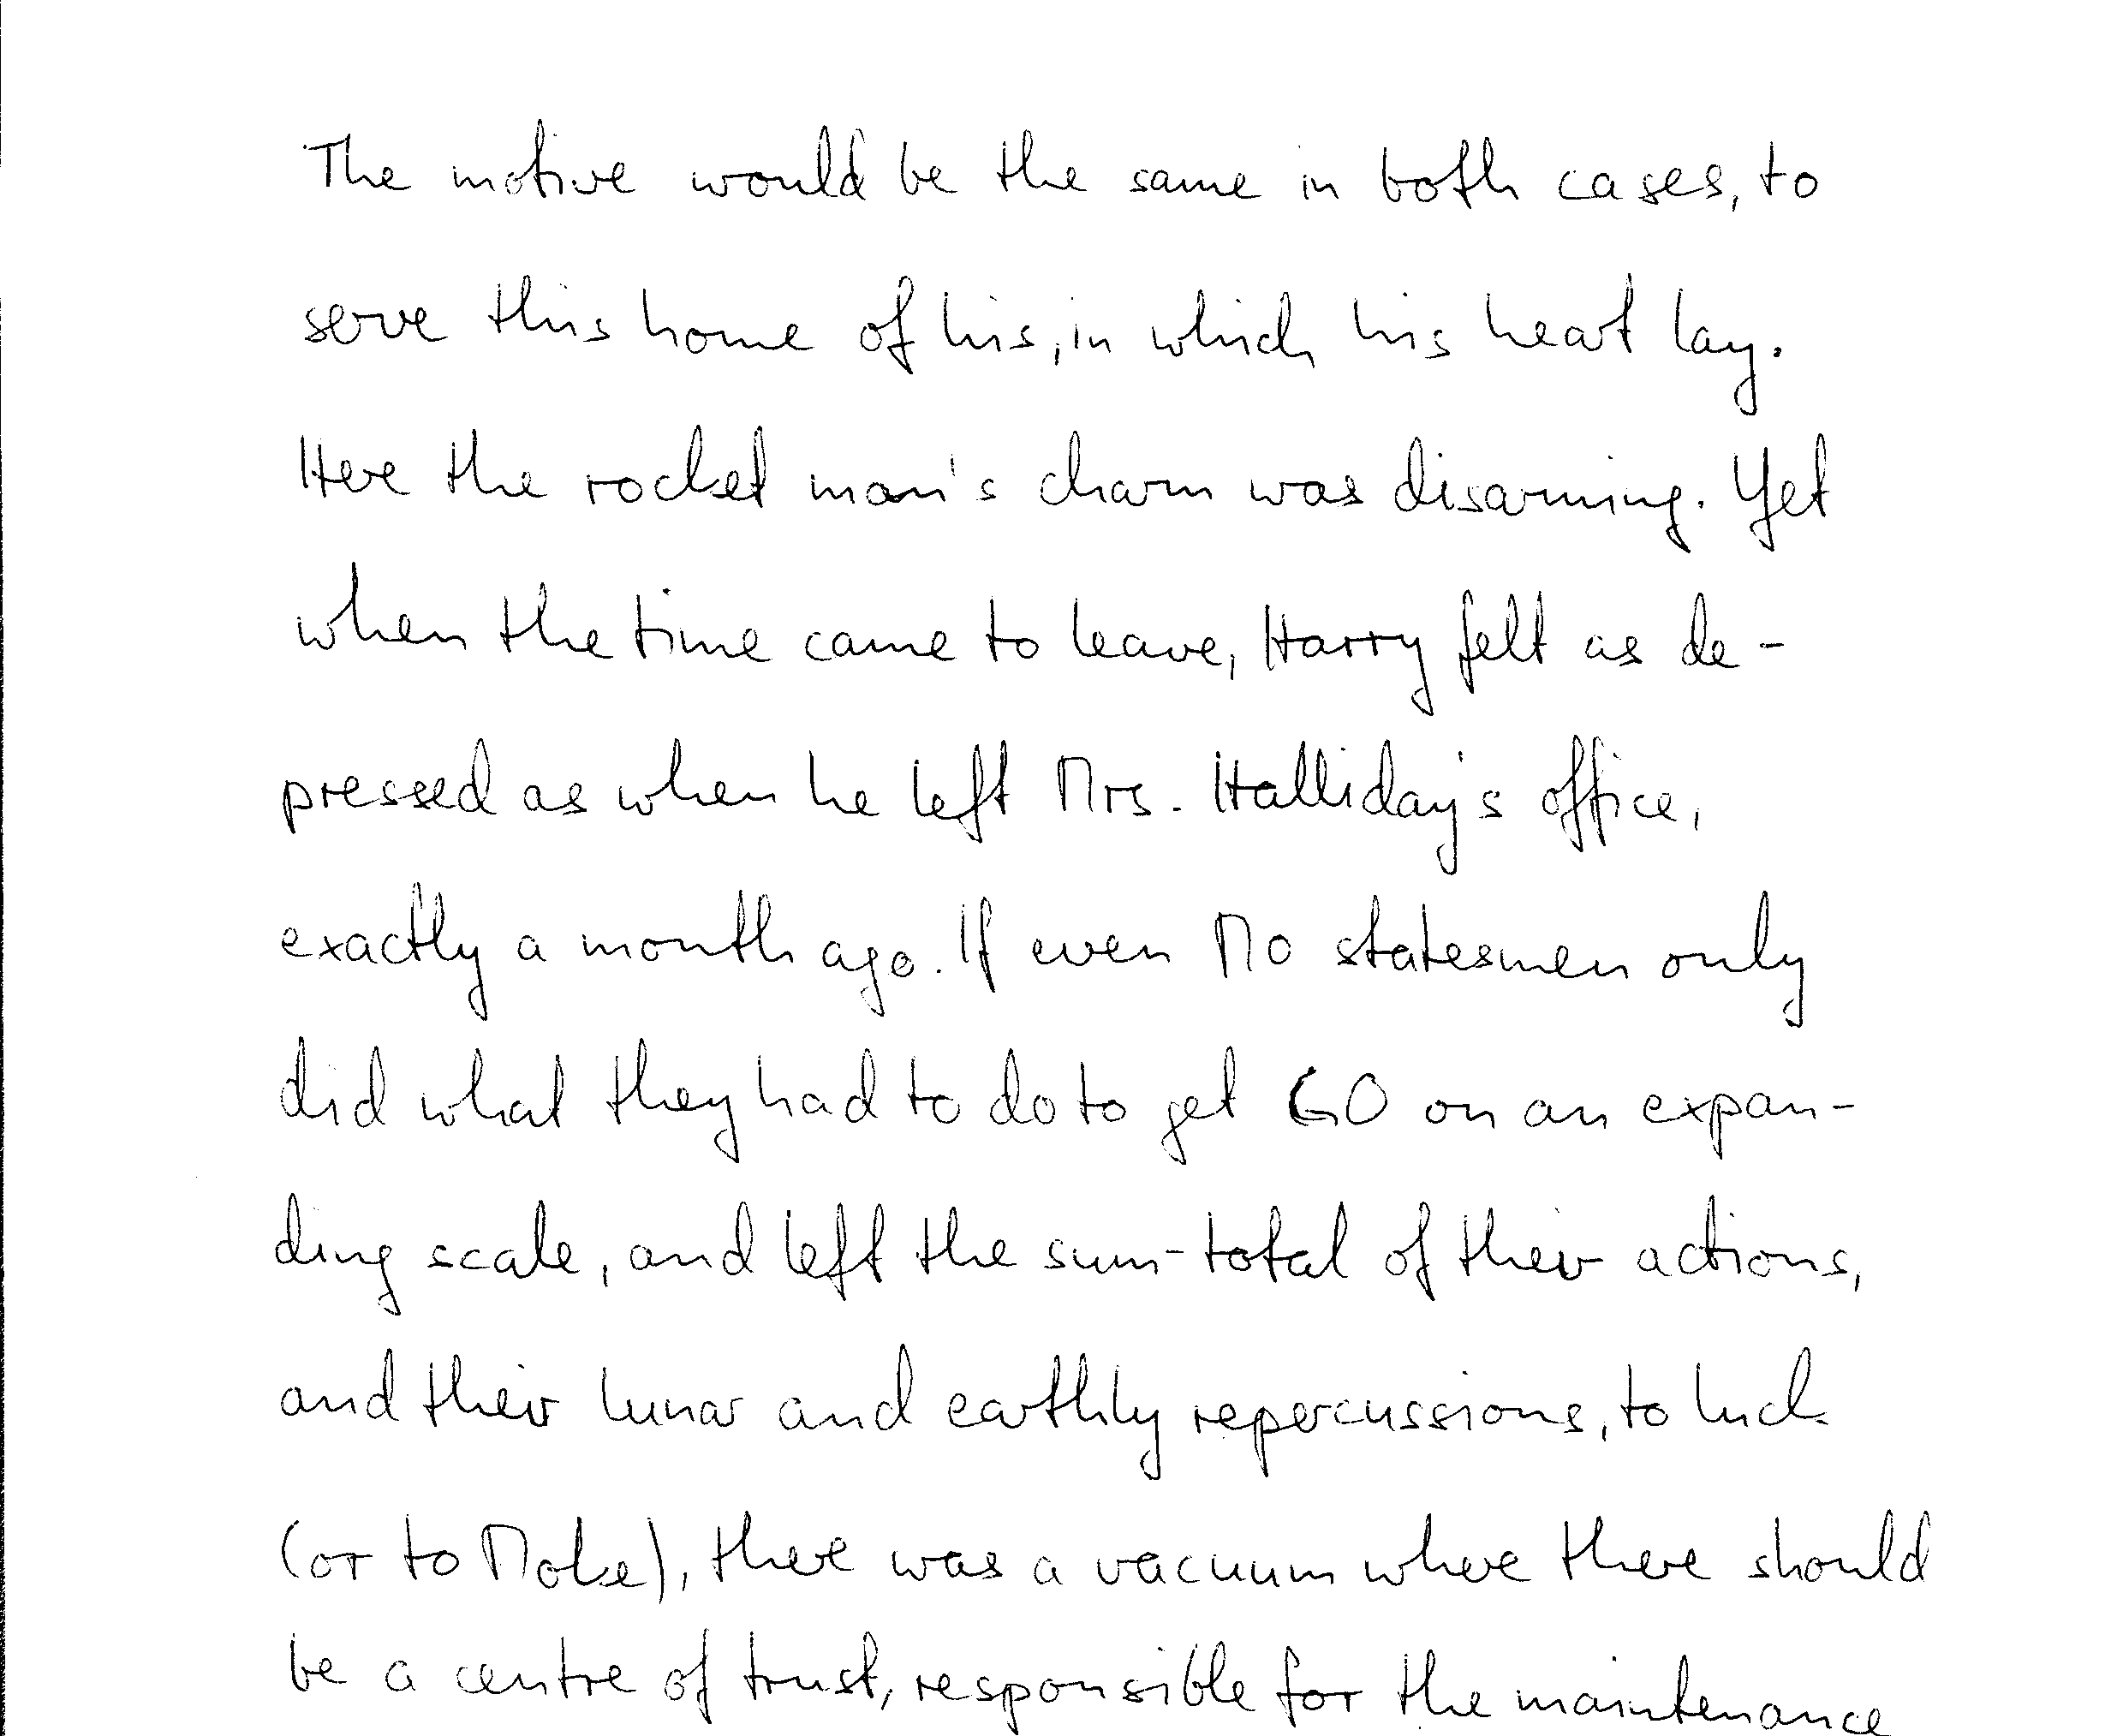 The motive would be the same in both cases, to
serve this home of his, in which his heart lay.
Here the rocket man's charm was disarming. Yet
when the time came to leave, Harry felt as de-
pressed as when he left Mrs. Halliday's office,
exactly a month ago. If even MO statesmen only
did what they had to do to get GO on an expan-
ding scale, and left the sum-total of their actions,
and their lunar and earthly repercussions, to luck
(or to Moke), there was a vacuum where there should
be a centre of trust, responsible for the maintenance